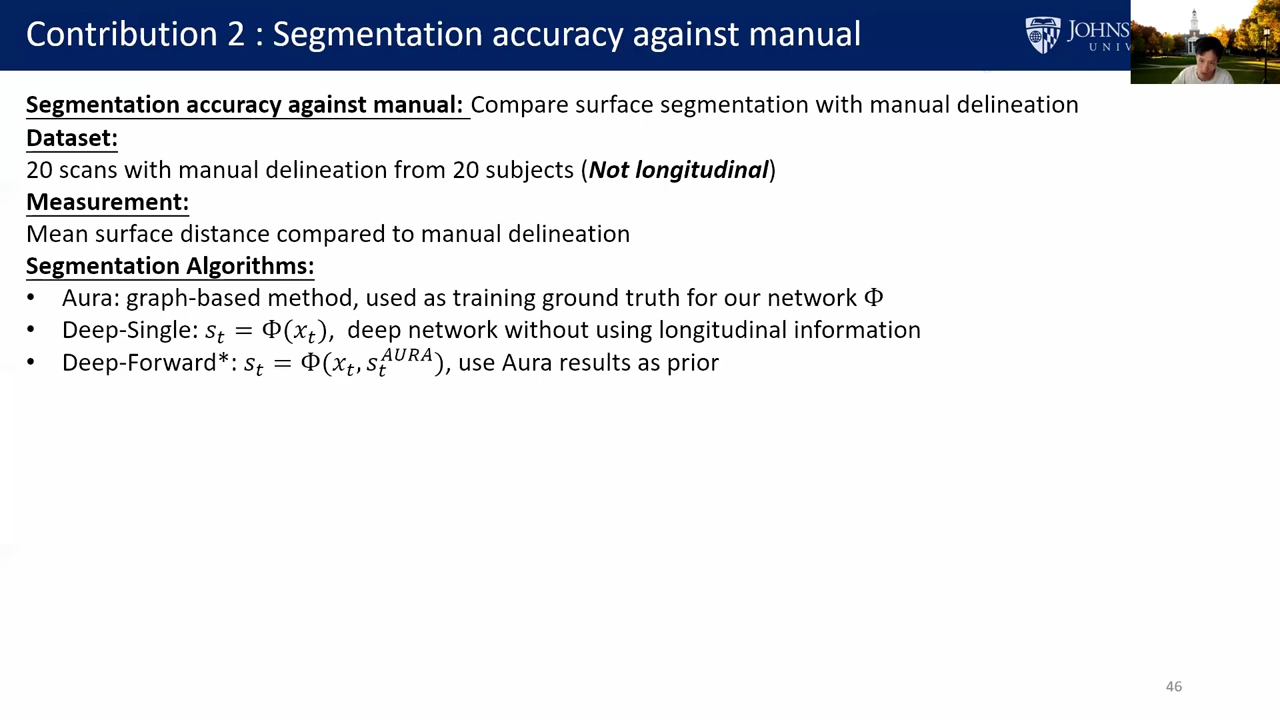 Contribution 2 : Segmentation accuracy against manual
Segmentation accuracy against manual: Compare surface segmentation with manual delineation
Dataset:
20 scans with manual delineation from 20 subjects (Not longitudinal)
Measurement:
Mean surface distance compared to manual delineation
Segmentation Algorithms:
• Aura: graph-based method, used as training ground truth for our network Φ
• Deep-Single: s_t = Φ(x_t), deep network without using longitudinal information
• Deep-Forward*: s_t = Φ(x_t, s_t^{AURA}), use Aura results as prior
46